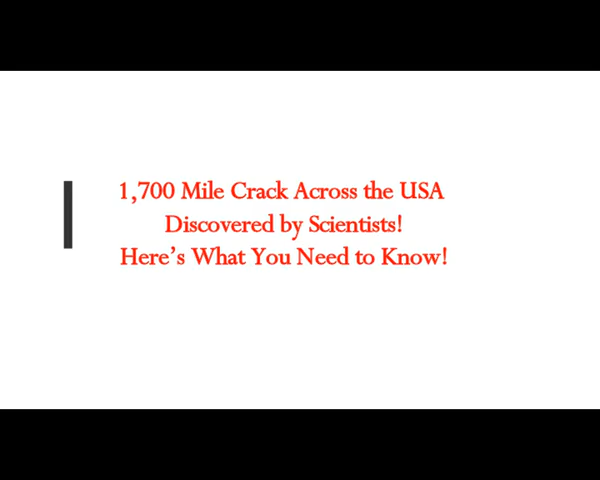 1,700 Mile Crack Across the USA
Discovered by Scientists!
Here’s What You Need to Know!